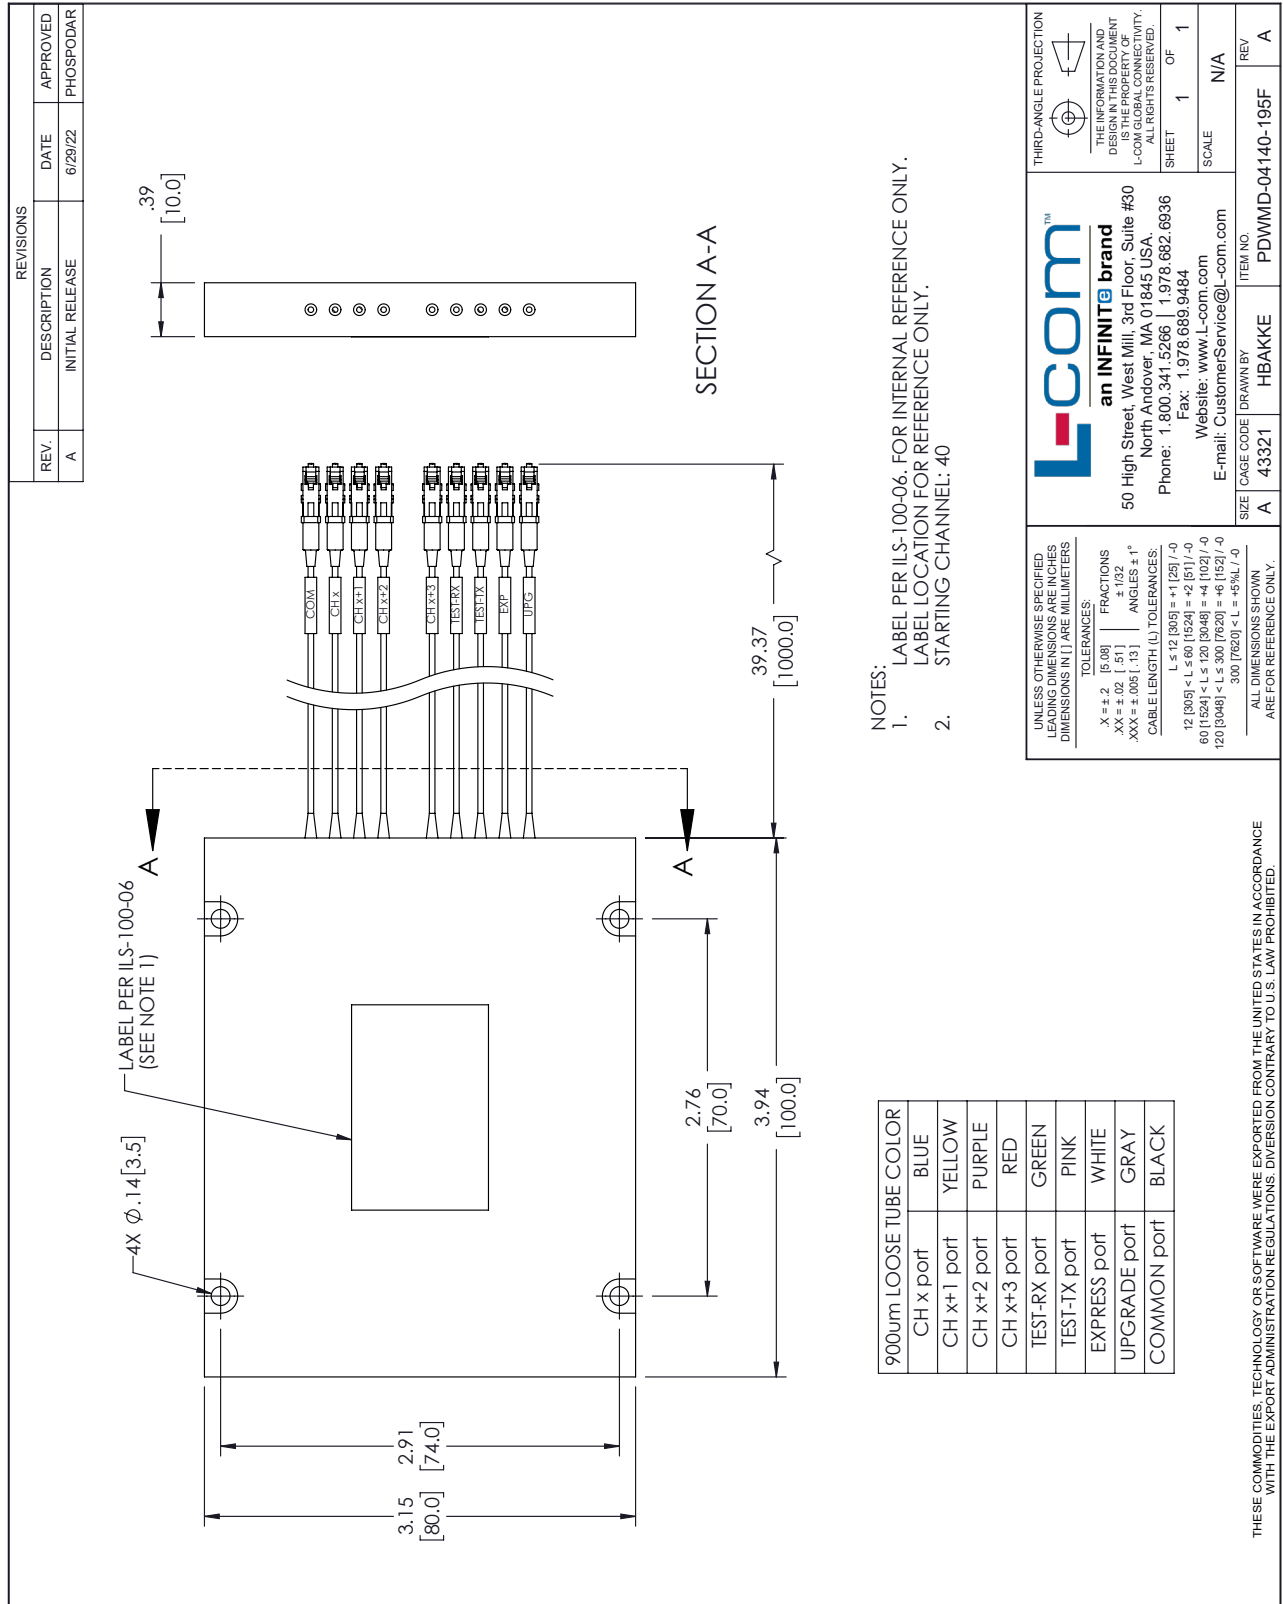 REVISIONS
REV. DESCRIPTION DATE APPROVED
A INITIAL RELEASE 6/29/22 PHOSPODAR
4X Ø.14[3.5]
LABEL PER ILS-100-06
(SEE NOTE 1)
A
A
COM
CH x
CH x+1
CH x+2
CH x+3
TEST-RX
TEST-TX
EXP
UPG
.39
[10.0]
3.15
[80.0]
2.91
[74.0]
2.76
[70.0]
3.94
[100.0]
39.37
[1000.0]
SECTION A-A
900um LOOSE TUBE COLOR
CH x port BLUE
CH x+1 port YELLOW
CH x+2 port PURPLE
CH x+3 port RED
TEST-RX port GREEN
TEST-TX port PINK
EXPRESS port WHITE
UPGRADE port GRAY
COMMON port BLACK
NOTES:
1. LABEL PER ILS-100-06. FOR INTERNAL REFERENCE ONLY.
LABEL LOCATION FOR REFERENCE ONLY.
2. STARTING CHANNEL: 40
UNLESS OTHERWISE SPECIFIED
LEADING DIMENSIONS ARE INCHES
DIMENSIONS IN [ ] ARE MILLIMETERS
TOLERANCES:
.X = ± .2 [5.08] FRACTIONS
.XX = ± .02 [ .51 ] ± 1/32
.XXX = ± .005 [ .13 ] ANGLES ± 1°
CABLE LENGTH (L) TOLERANCES:
L ≤ 12 [305] = +1 [25] / -0
12 [305] < L ≤ 60 [1524] = +2 [51] / -0
60 [1524] < L ≤ 120 [3048] = +4 [102] / -0
120 [3048] < L ≤ 300 [7620] = +6 [152] / -0
300 [7620] < L = +5%L / -0
ALL DIMENSIONS SHOWN
ARE FOR REFERENCE ONLY.
L-com™
an INFINITe brand
50 High Street, West Mill, 3rd Floor, Suite #30
North Andover, MA 01845 USA.
Phone: 1.800.341.5266 | 1.978.682.6936
Fax: 1.978.689.9484
Website: www.L-com.com
E-mail: CustomerService@L-com.com
THIRD-ANGLE PROJECTION
THE INFORMATION AND
DESIGN IN THIS DOCUMENT
IS THE PROPERTY OF
L-COM GLOBAL CONNECTIVITY.
ALL RIGHTS RESERVED.
SHEET 1 OF 1
SCALE N/A
SIZE A
CAGE CODE 43321
DRAWN BY HBAKKE
ITEM NO. PDWMD-04140-195F
REV A
THESE COMMODITIES, TECHNOLOGY OR SOFTWARE WERE EXPORTED FROM THE UNITED STATES IN ACCORDANCE
WITH THE EXPORT ADMINISTRATION REGULATIONS. DIVERSION CONTRARY TO U.S. LAW PROHIBITED.